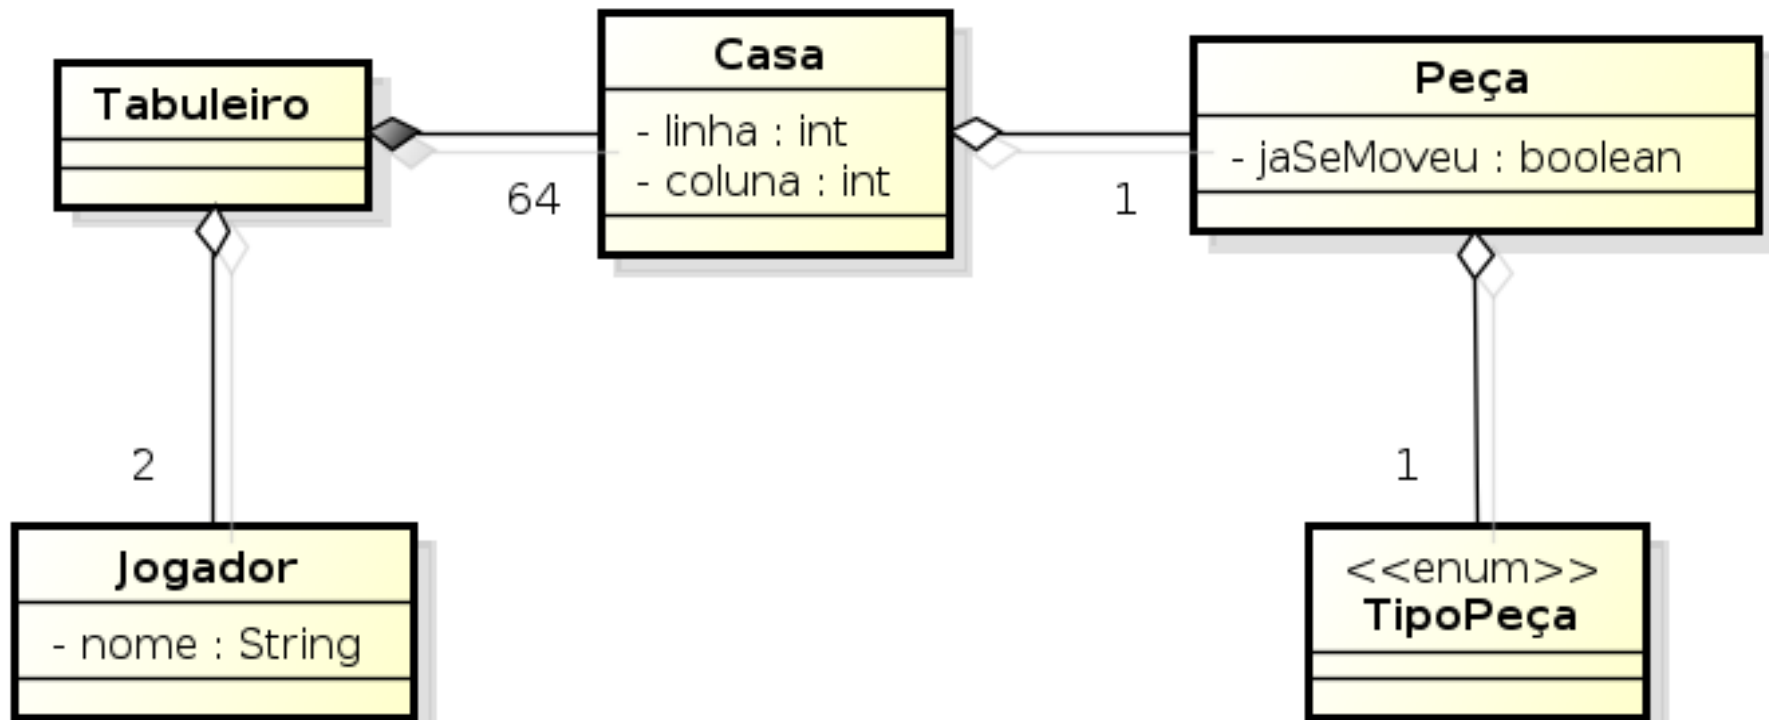 Tabuleiro
Casa
- linha : int
- coluna : int
Peça
- jaSeMoveu : boolean
64
1
2
1
Jogador
- nome : String
<<enum>>
TipoPeça